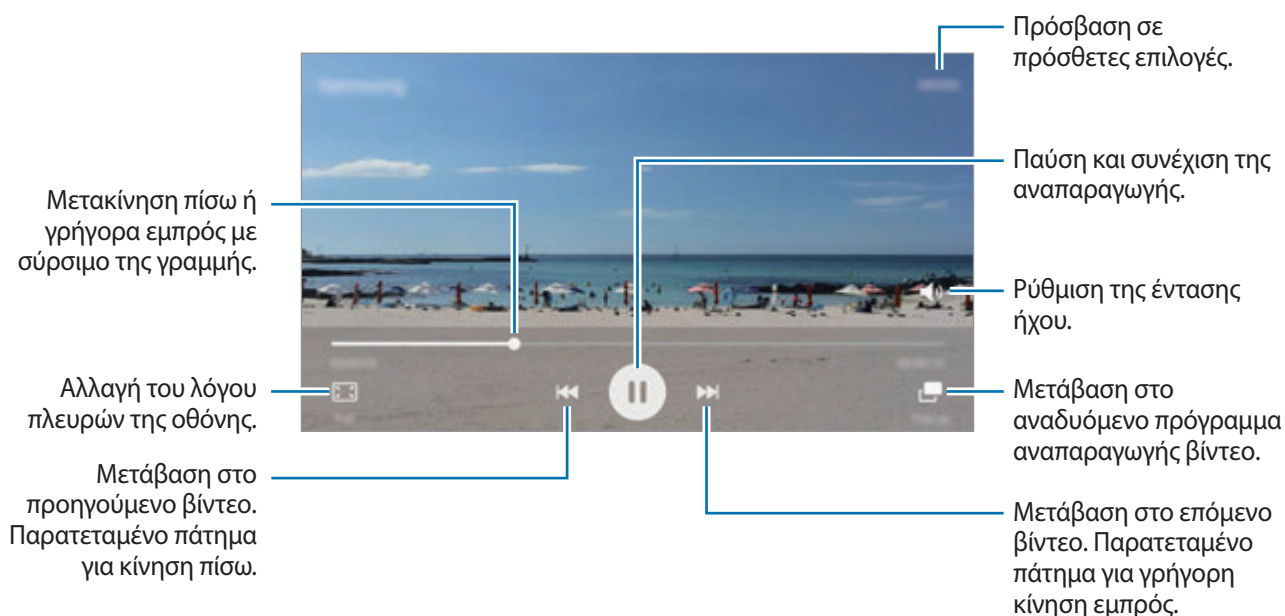 Πρόσβαση σε
πρόσθετες επιλογές.
Παύση και συνέχιση της
αναπαραγωγής.
Μετακίνηση πίσω ή
γρήγορα εμπρός με
σύρσιμο της γραμμής.
Ρύθμιση της έντασης
ήχου.
Αλλαγή του λόγου
πλευρών της οθόνης.
Μετάβαση στο
αναδυόμενο πρόγραμμα
αναπαραγωγής βίντεο.
Μετάβαση στο
προηγούμενο βίντεο.
Παρατεταμένο πάτημα
για κίνηση πίσω.
Μετάβαση στο επόμενο
βίντεο. Παρατεταμένο
πάτημα για γρήγορη
κίνηση εμπρός.